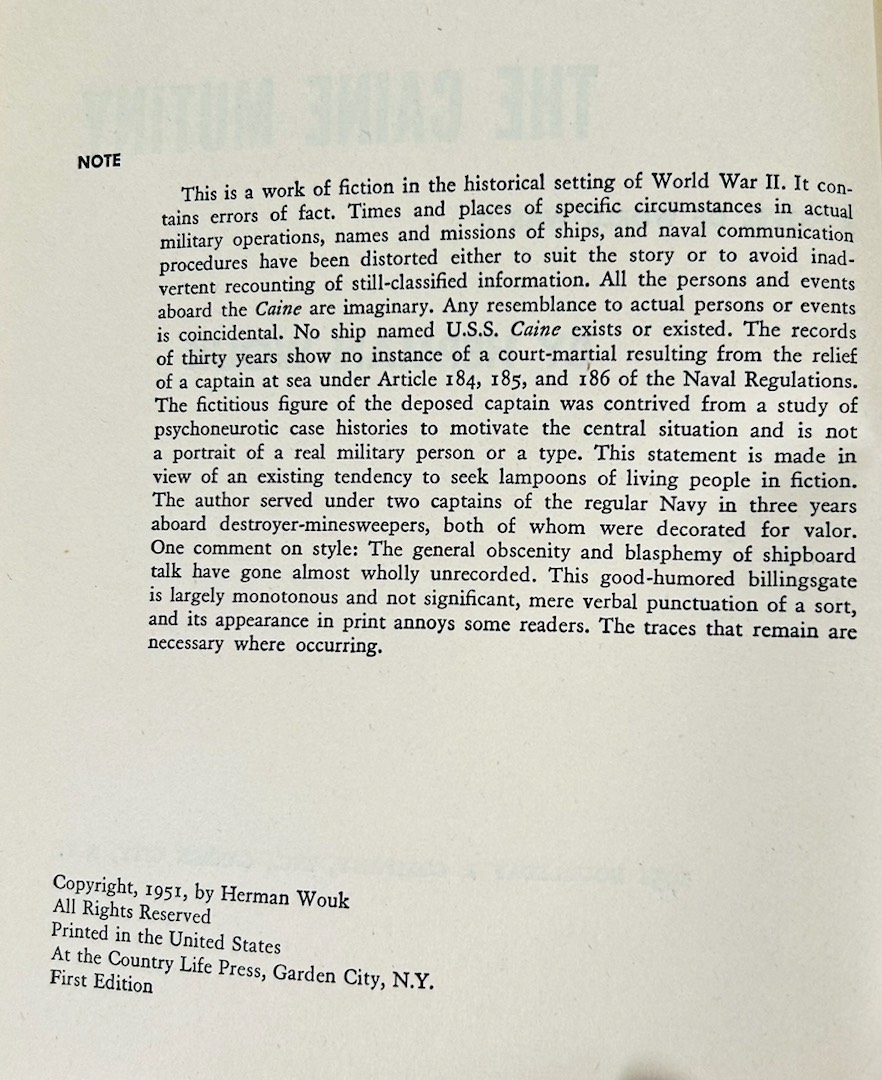 NOTE
This is a work of fiction in the historical setting of World War II. It con-
tains errors of fact. Times and places of specific circumstances in actual
military operations, names and missions of ships, and naval communication
procedures have been distorted either to suit the story or to avoid inad-
vertent recounting of still-classified information. All the persons and events
aboard the Caine are imaginary. Any resemblance to actual persons or events
is coincidental. No ship named U.S.S. Caine exists or existed. The records
of thirty years show no instance of a court-martial resulting from the relief
of a captain at sea under Article 184, 185, and 186 of the Naval Regulations.
The fictitious figure of the deposed captain was contrived from a study of
psychoneurotic case histories to motivate the central situation and is not
a portrait of a real military person or a type. This statement is made in
view of an existing tendency to seek lampoons of living people in fiction.
The author served under two captains of the regular Navy in three years
aboard destroyer-minesweepers, both of whom were decorated for valor.
One comment on style: The general obscenity and blasphemy of shipboard
talk have gone almost wholly unrecorded. This good-humored billingsgate
is largely monotonous and not significant, mere verbal punctuation of a sort,
and its appearance in print annoys some readers. The traces that remain are
necessary where occurring.
Copyright, 1951, by Herman Wouk
All Rights Reserved
Printed in the United States
At the Country Life Press, Garden City, N.Y.
First Edition